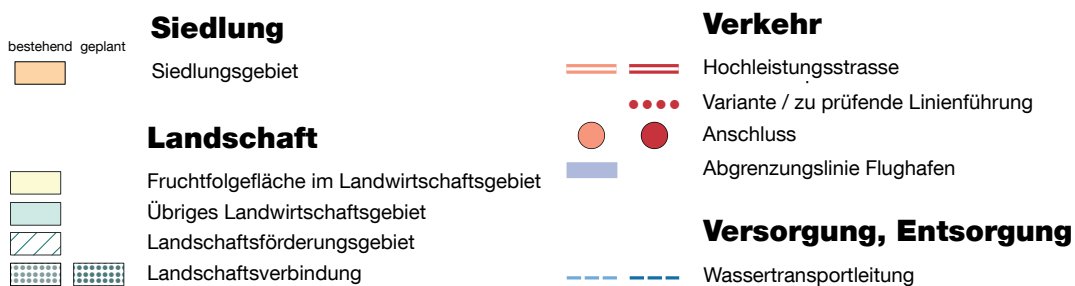 Siedlung
bestehend geplant
Siedlungsgebiet
Landschaft
Fruchtfolgefläche im Landwirtschaftsgebiet
Übriges Landwirtschaftsgebiet
Landschaftsförderungsgebiet
Landschaftsverbindung
Verkehr
Hochleistungsstrasse
Variante / zu prüfende Linienführung
Anschluss
Abgrenzungslinie Flughafen
Versorgung, Entsorgung
Wassertransportleitung